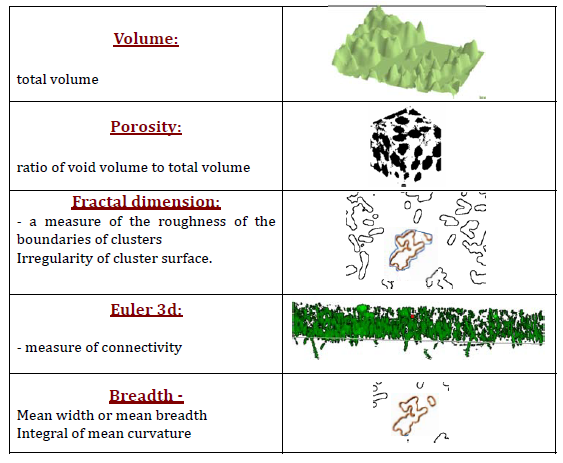 Volume:
total volume
Porosity:
ratio of void volume to total volume
Fractal dimension:
- a measure of the roughness of the
boundaries of clusters
Irregularity of cluster surface.
Euler 3d:
- measure of connectivity
Breadth -
Mean width or mean breadth
Integral of mean curvature